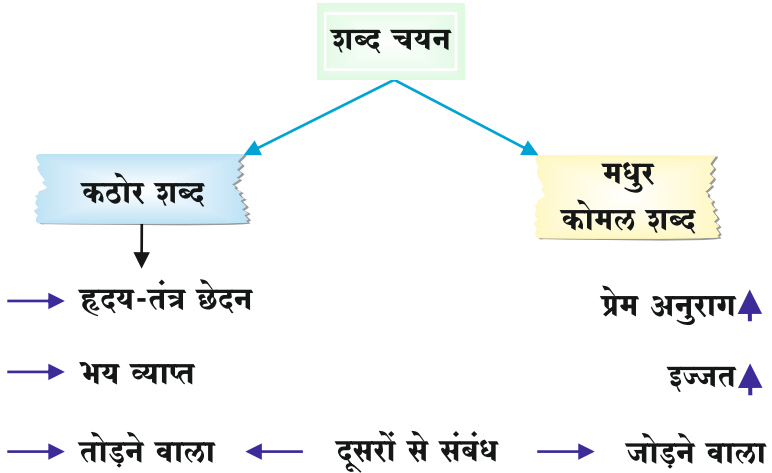 शब्द चयन
कठोर शब्द
मधुर
कोमल शब्द
हृदय-तंत्र छेदन
प्रेम अनुराग
भय व्याप्त
इज्जत
तोड़ने वाला
दूसरों से संबंध
जोड़ने वाला